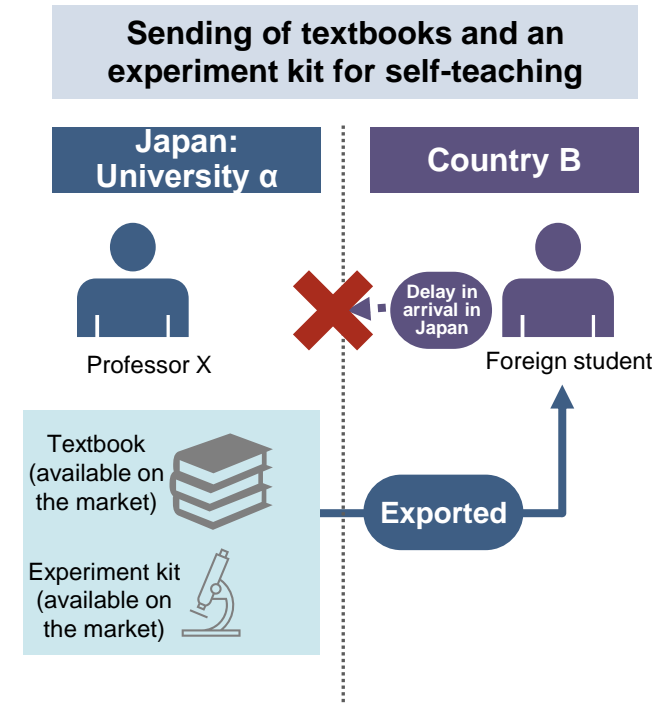 Sending of textbooks and an
experiment kit for self-teaching
Japan:
University α
Country B
Delay in
arrival in
Japan
Professor X
Foreign student
Textbook
(available on
the market)
Exported
Experiment kit
(available on
the market)